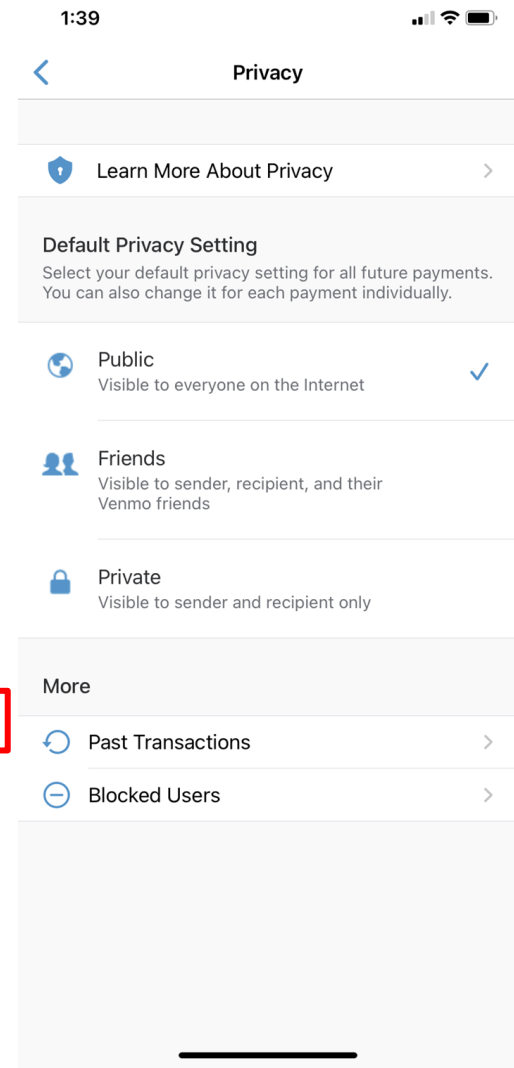 1:39
Privacy
Learn More About Privacy
Default Privacy Setting
Select your default privacy setting for all future payments.
You can also change it for each payment individually.
Public
Visible to everyone on the Internet
Friends
Visible to sender, recipient, and their
Venmo friends
Private
Visible to sender and recipient only
More
Past Transactions
Blocked Users